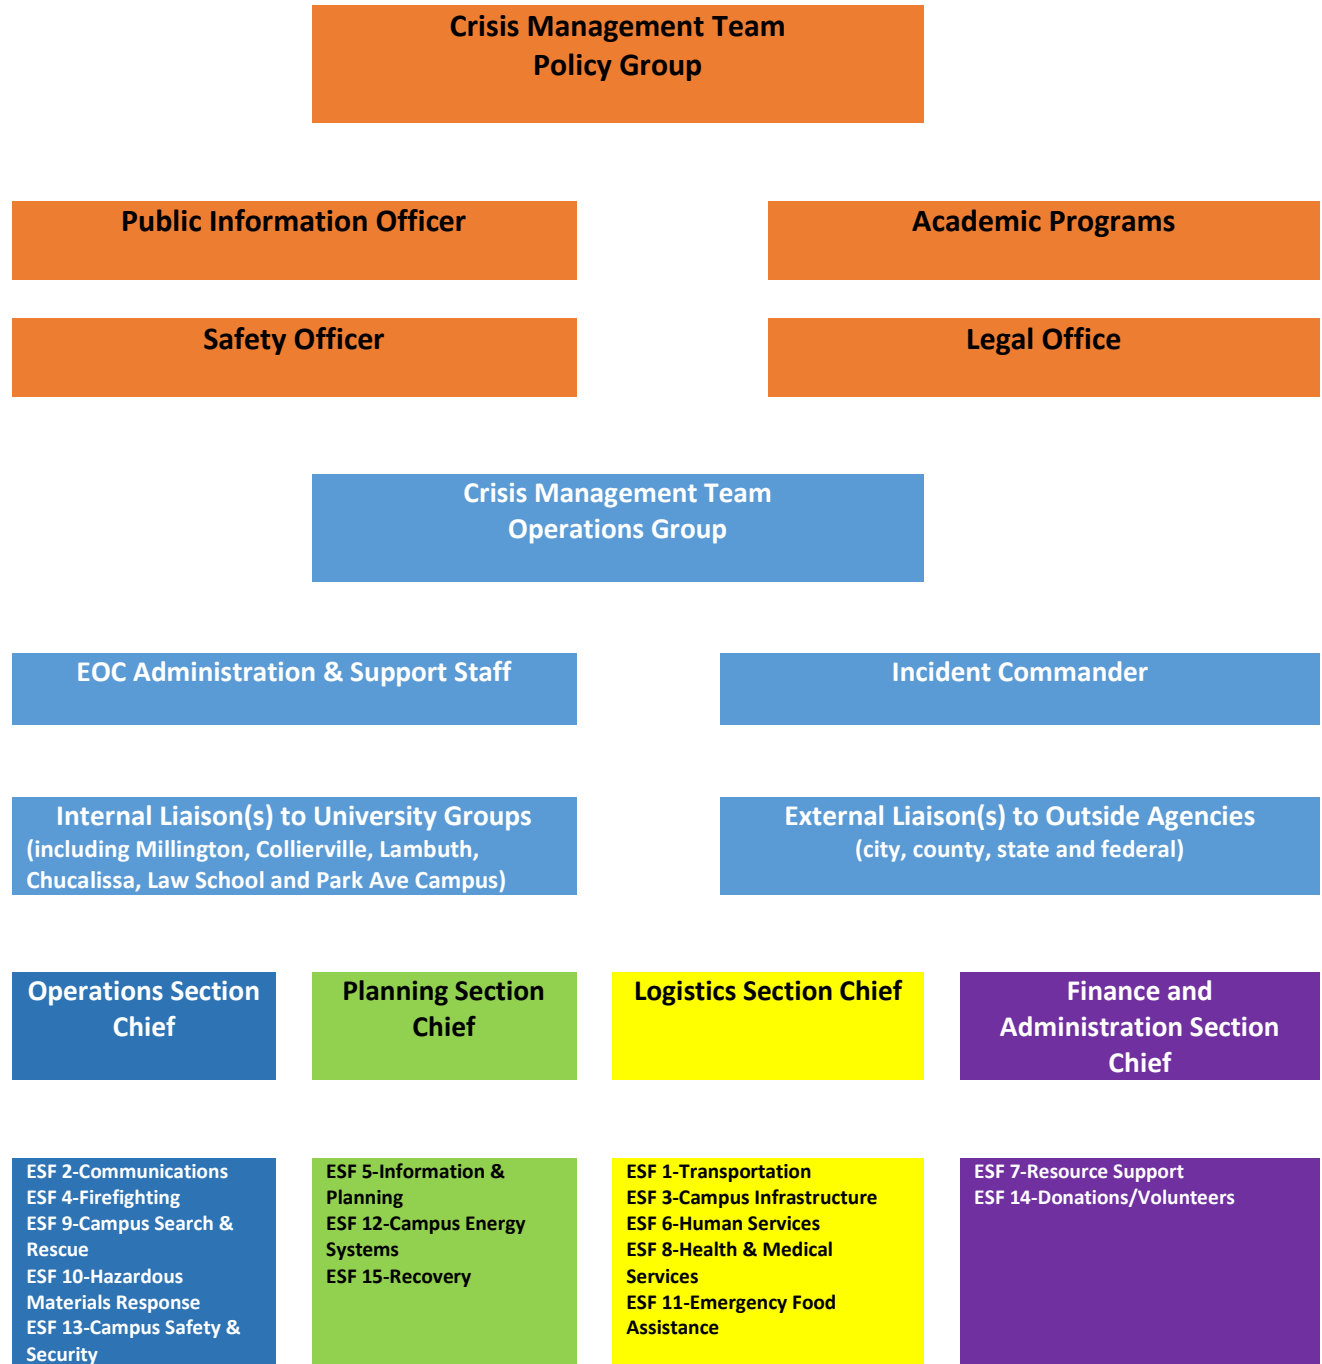 Crisis Management Team
Policy Group
Public Information Officer
Academic Programs
Safety Officer
Legal Office
Crisis Management Team
Operations Group
EOC Administration & Support Staff
Incident Commander
Internal Liaison(s) to University Groups
(including Millington, Collierville, Lambuth,
Chucalissa, Law School and Park Ave Campus)
External Liaison(s) to Outside Agencies
(city, county, state and federal)
Operations Section
Chief
Planning Section
Chief
Logistics Section Chief
Finance and
Administration Section
Chief
ESF 2-Communications
ESF 4-Firefighting
ESF 9-Campus Search &
Rescue
ESF 10-Hazardous
Materials Response
ESF 13-Campus Safety &
Security
ESF 5-Information &
Planning
ESF 12-Campus Energy
Systems
ESF 15-Recovery
ESF 1-Transportation
ESF 3-Campus Infrastructure
ESF 6-Human Services
ESF 8-Health & Medical
Services
ESF 11-Emergency Food
Assistance
ESF 7-Resource Support
ESF 14-Donations/Volunteers